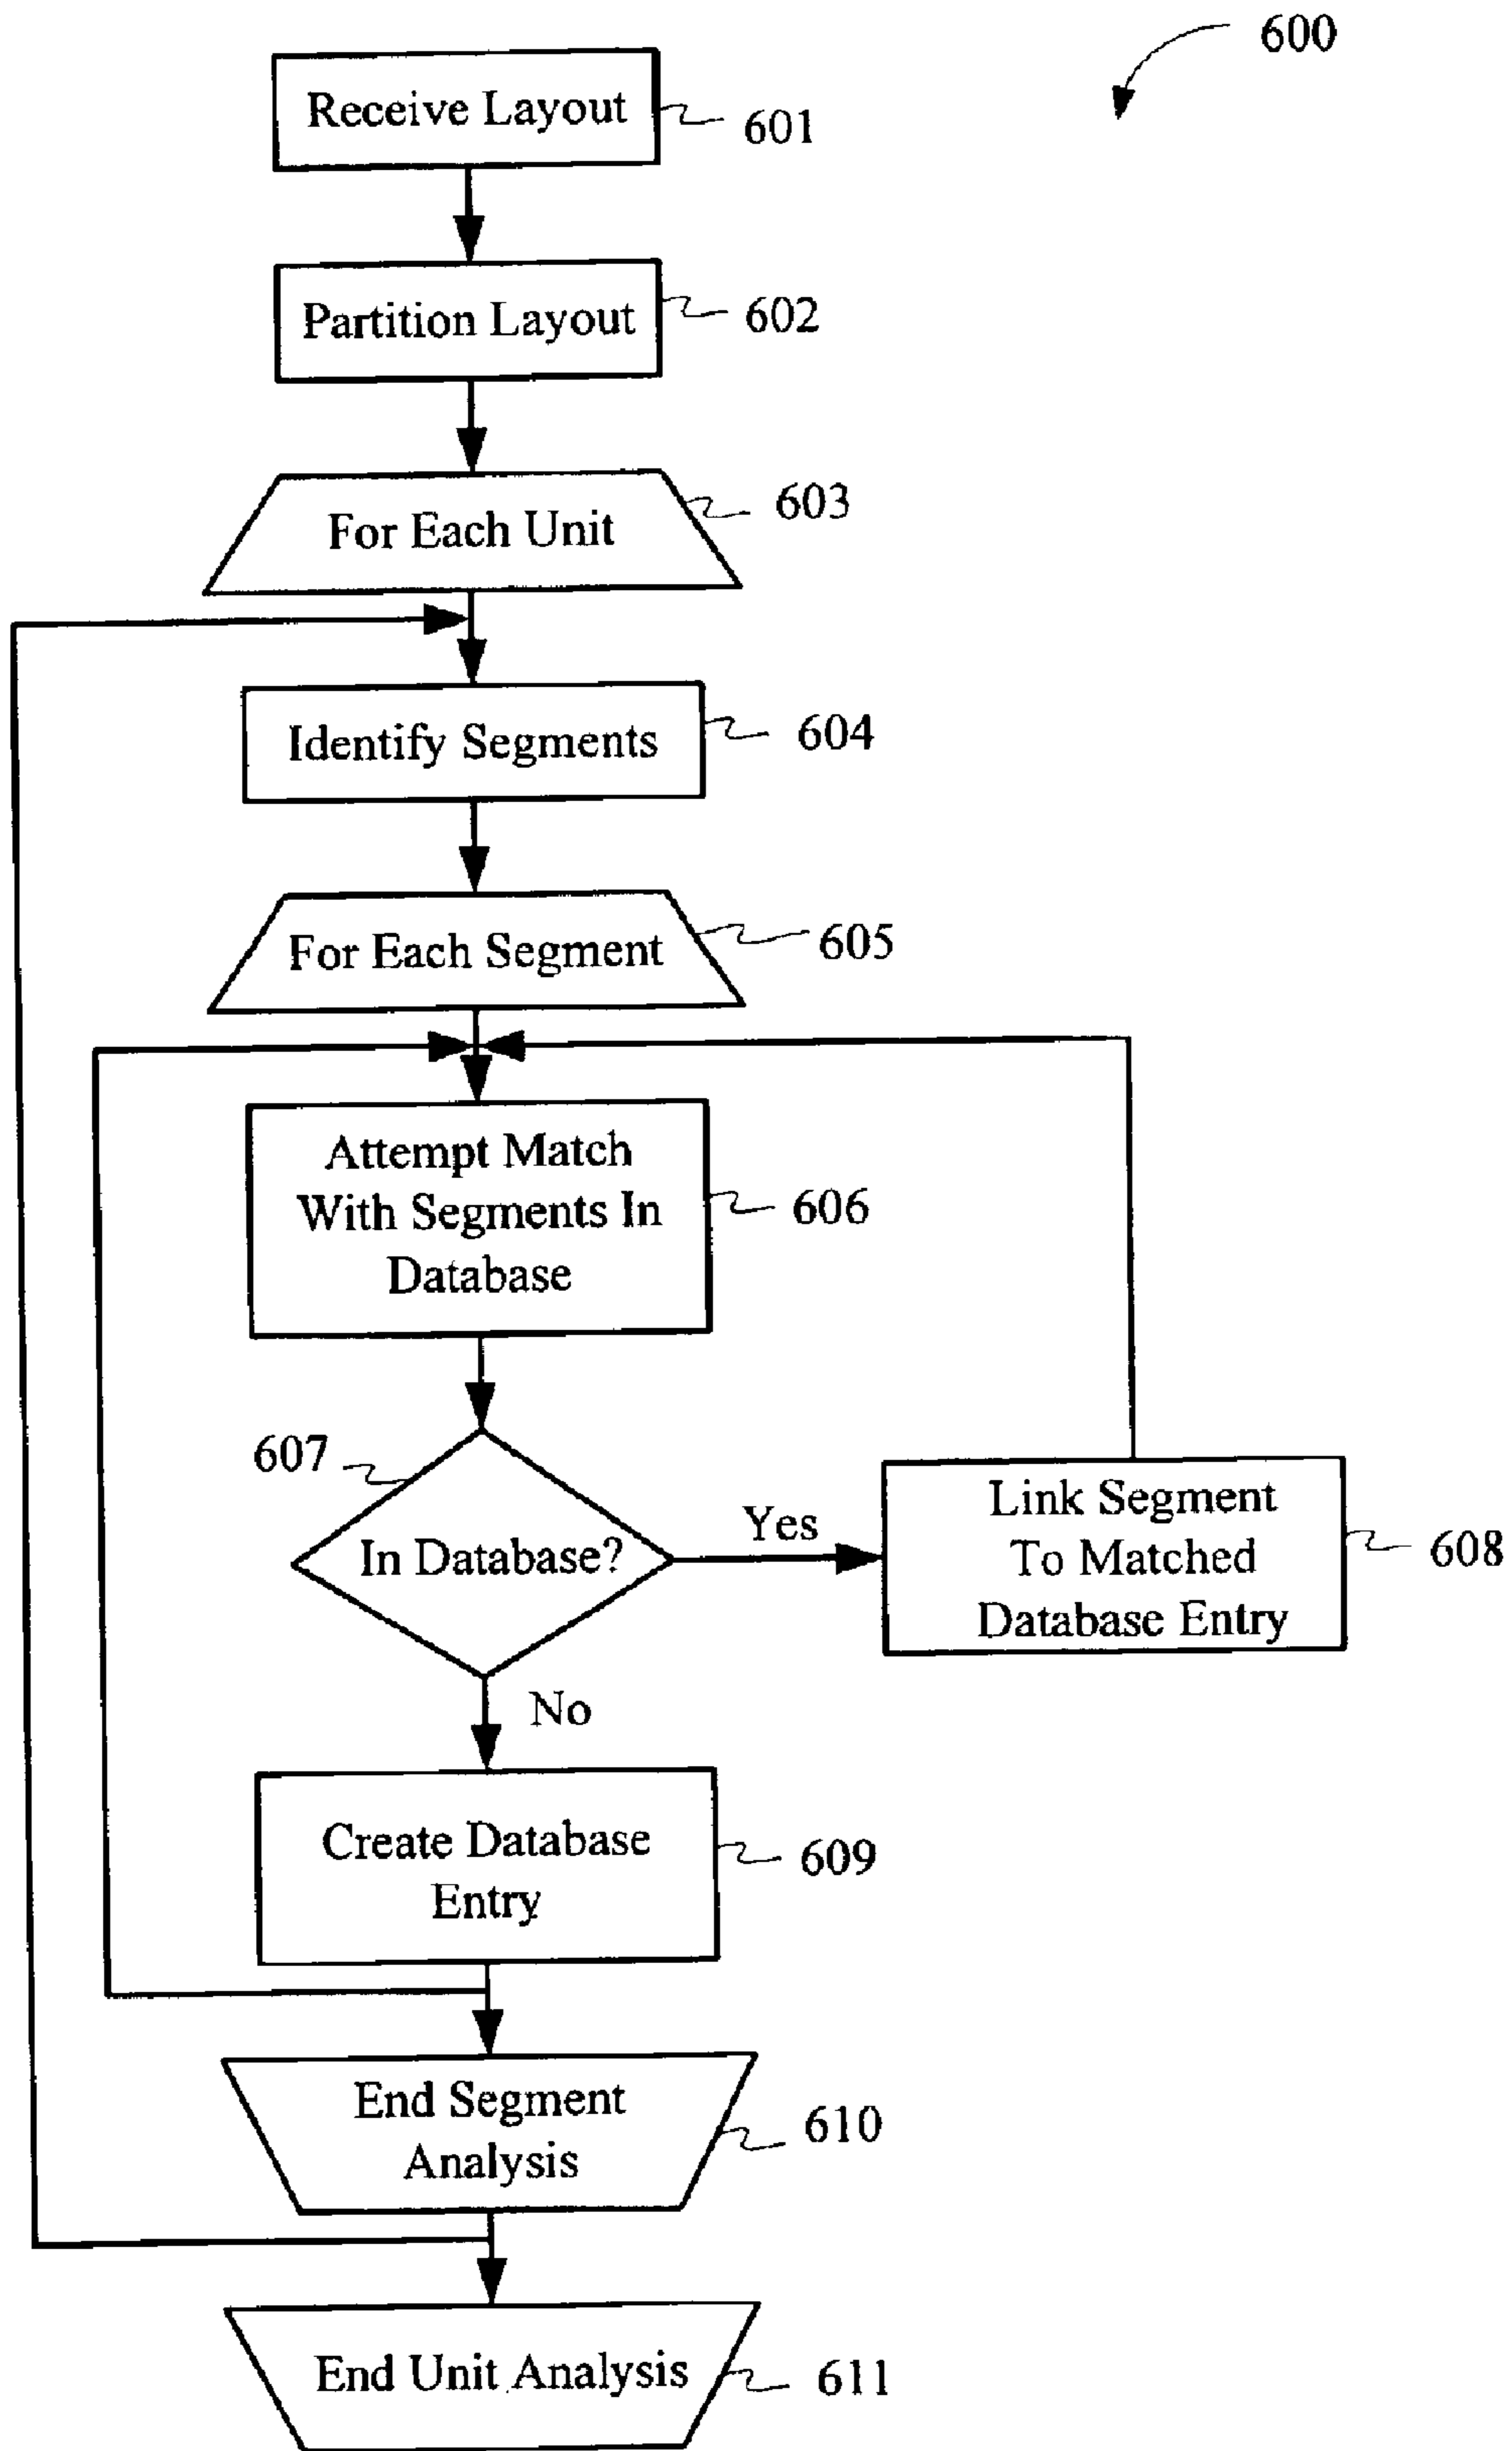 600
Receive Layout
601
Partition Layout
602
For Each Unit
603
Identify Segments
604
For Each Segment
605
Attempt Match
With Segments In
Database
606
607
In Database?
Yes
Link Segment
To Matched
Database Entry
608
No
Create Database
Entry
609
End Segment
Analysis
610
End Unit Analysis
611